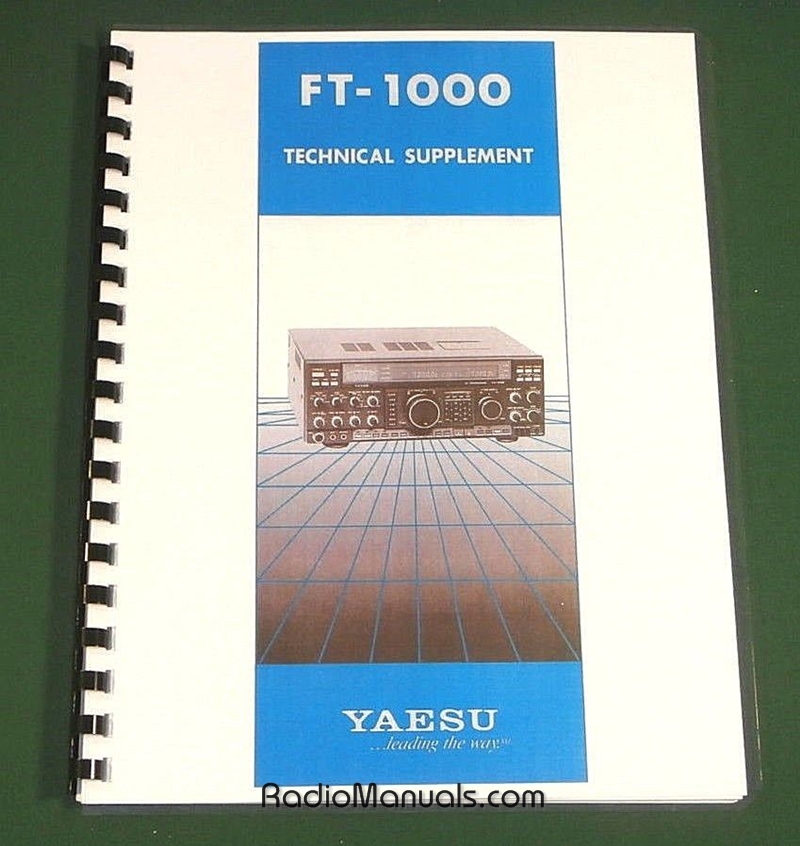 FT-1000
TECHNICAL SUPPLEMENT
YAESU
...leading the way.℠
RadioManuals.com